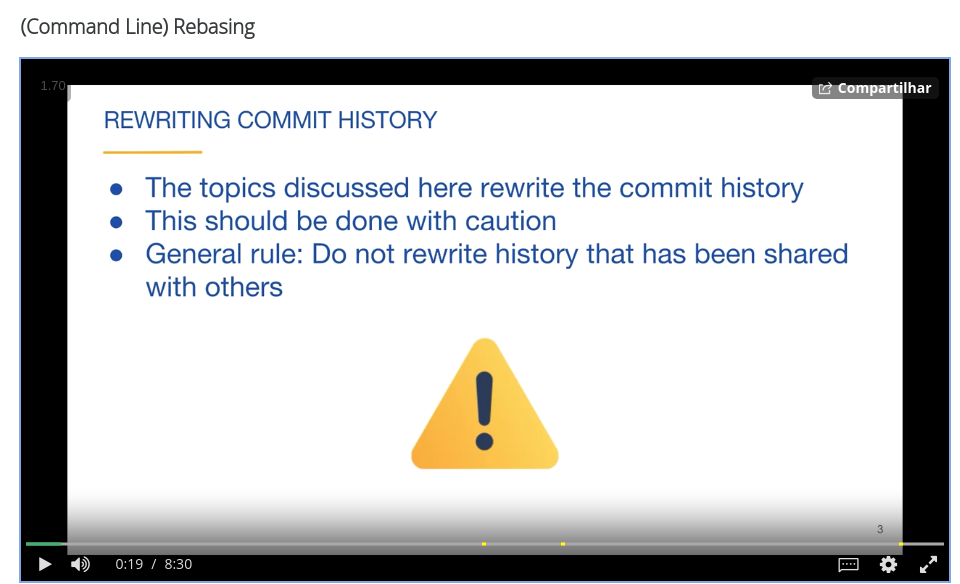 (Command Line) Rebasing
1.70
Compartilhar
REWRITING COMMIT HISTORY
● The topics discussed here rewrite the commit history
● This should be done with caution
● General rule: Do not rewrite history that has been shared
with others
3
0:19 / 8:30